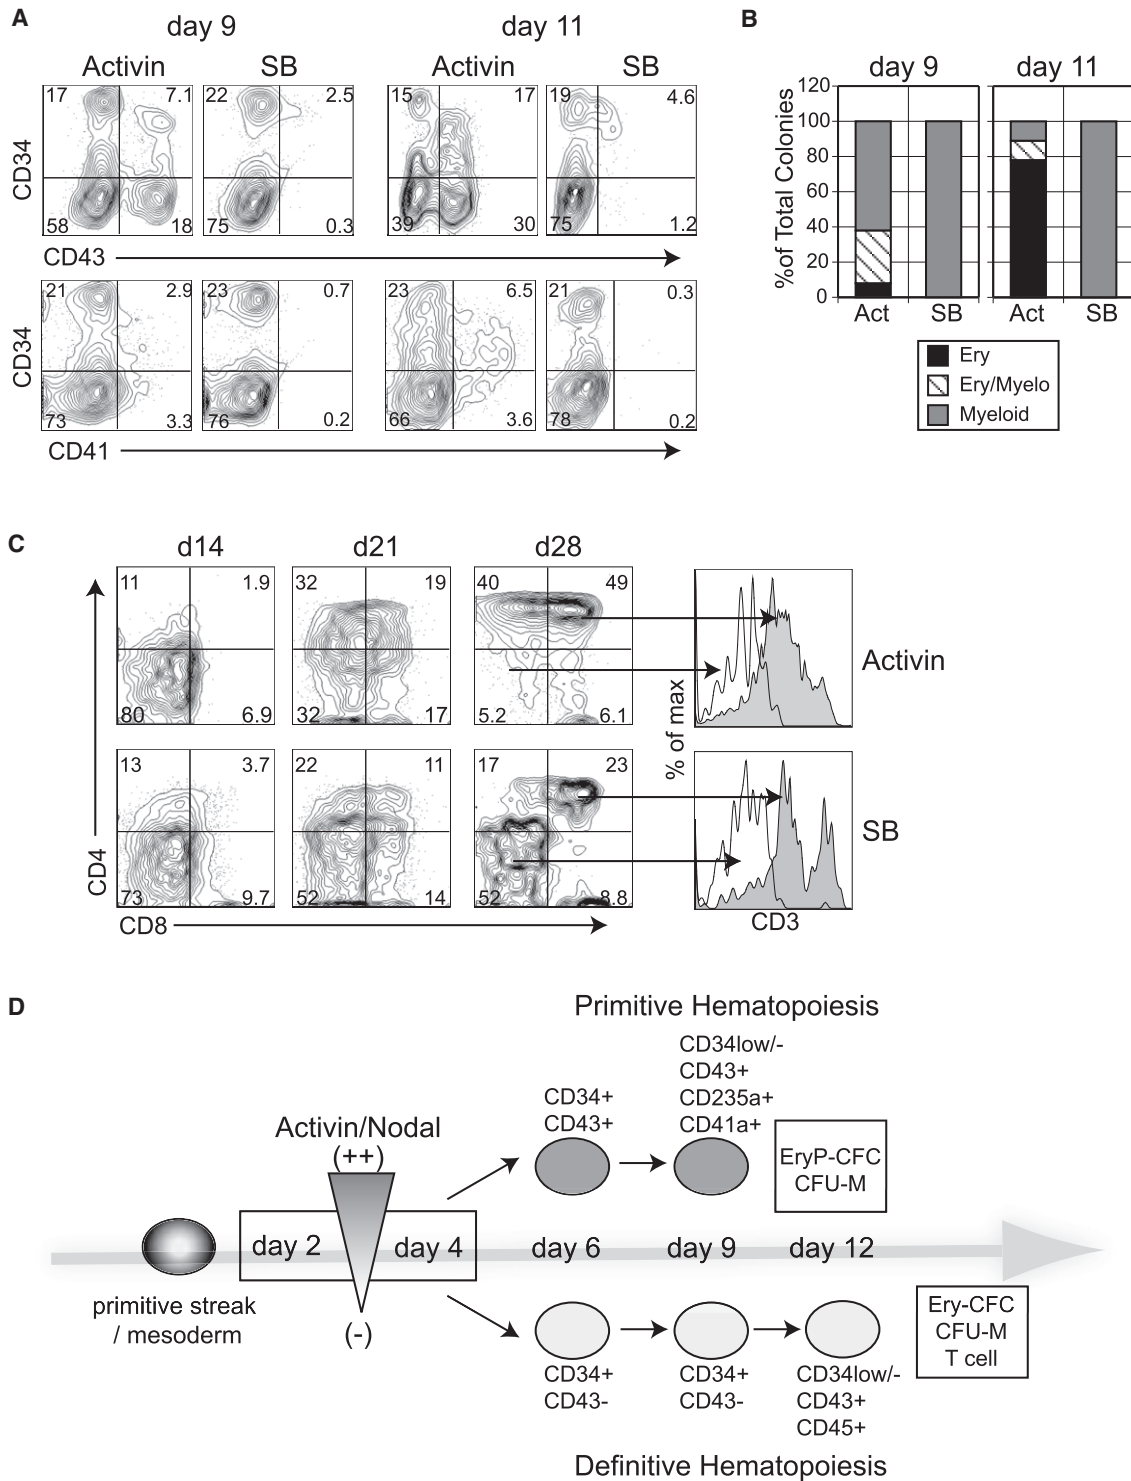 A
day 9
day 11
Activin
SB
Activin
SB
17
7.1
58
18
22
2.5
75
0.3
15
17
39
30
19
4.6
75
1.2
CD34
CD43
21
2.9
73
3.3
23
0.7
76
0.2
23
6.5
66
3.6
21
0.3
78
0.2
CD34
CD41
B
day 9
day 11
%of Total Colonies
120
100
80
60
40
20
0
Act
SB
Act
SB
Ery
Ery/Myelo
Myeloid
C
d14
d21
d28
11
1.9
80
6.9
32
19
32
17
40
49
5.2
6.1
Activin
13
3.7
73
9.7
22
11
52
14
17
23
52
8.8
SB
CD4
CD8
% of max
CD3
D
Primitive Hematopoiesis
CD34low/-
CD43+
CD235a+
CD41a+
CD34+
CD43+
EryP-CFC
CFU-M
Activin/Nodal
(++)
day 2
day 4
day 6
day 9
day 12
primitive streak
/ mesoderm
(-)
Ery-CFC
CFU-M
T cell
CD34+
CD43-
CD34+
CD43-
CD34low/-
CD43+
CD45+
Definitive Hematopoiesis